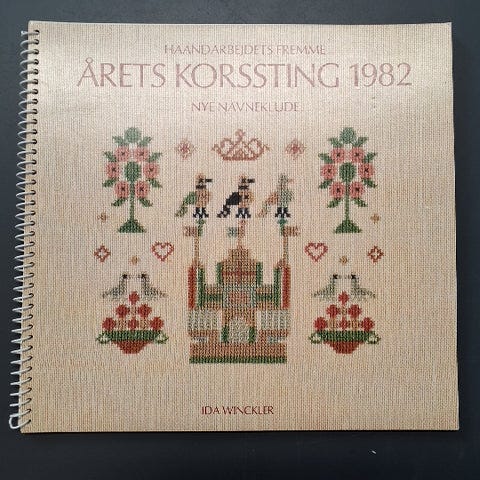 HAANDARBEJDETS FREMME
ÅRETS KORSSTING 1982
NYE NAVNEKLUDE
IDA WINCKLER